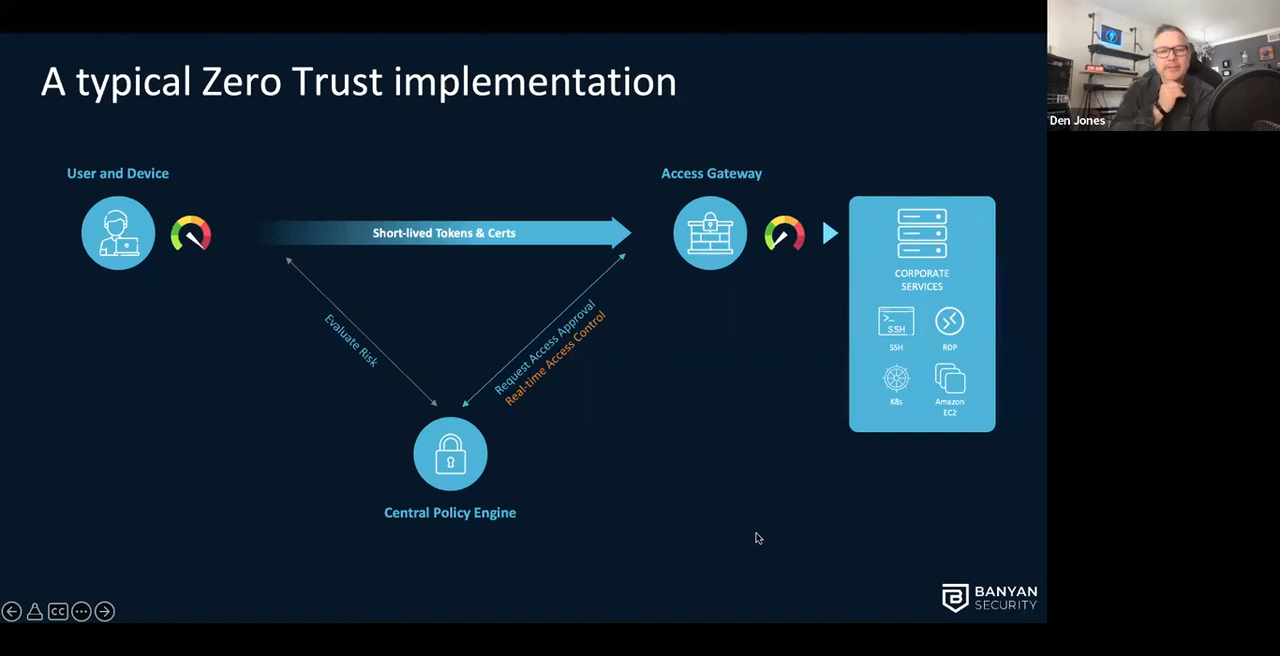 A typical Zero Trust implementation
Den Jones
User and Device
Access Gateway
Short-lived Tokens & Certs
CORPORATE
SERVICES
>_
SSH
SSH
RDP
K8s
Amazon
EC2
Evaluate Risk
Request Access Approval
Real-time Access Control
Central Policy Engine
CC
BANYAN
SECURITY